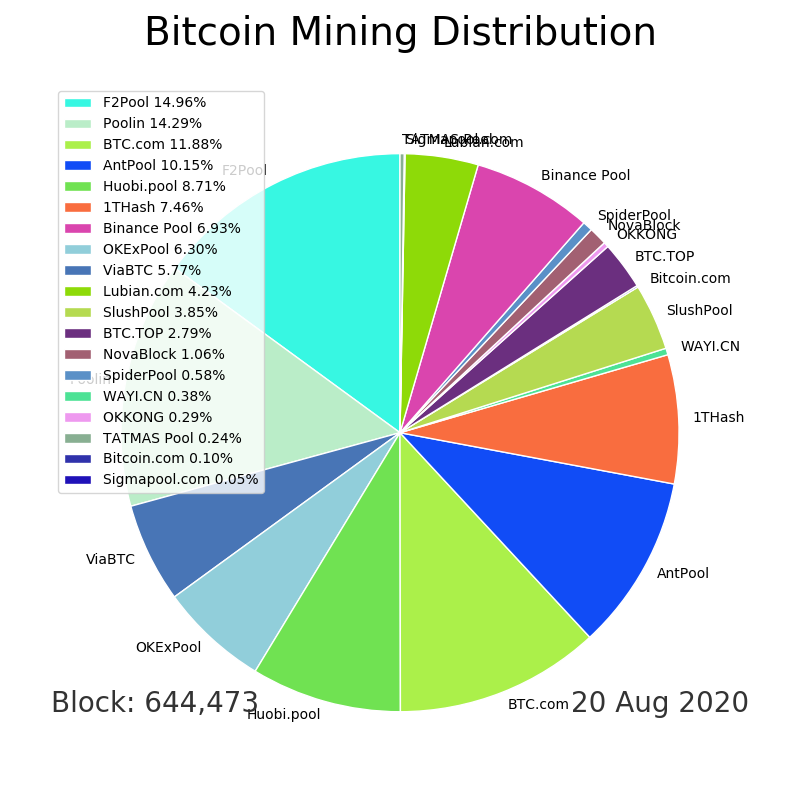 Bitcoin Mining Distribution
F2Pool 14.96%
Poolin 14.29%
BTC.com 11.88%
AntPool 10.15%
Huobi.pool 8.71%
1THash 7.46%
Binance Pool 6.93%
OKExPool 6.30%
ViaBTC 5.77%
Lubian.com 4.23%
SlushPool 3.85%
BTC.TOP 2.79%
NovaBlock 1.06%
SpiderPool 0.58%
WAYI.CN 0.38%
OKKONG 0.29%
TATMAS Pool 0.24%
Bitcoin.com 0.10%
Sigmapool.com 0.05%
TATMAS Pool
Sigmapool.com
Lubian.com
Binance Pool
SpiderPool
NovaBlock
OKKONG
BTC.TOP
Bitcoin.com
SlushPool
WAYI.CN
1THash
AntPool
BTC.com
Huobi.pool
OKExPool
ViaBTC
Poolin
F2Pool
Block: 644,473
20 Aug 2020